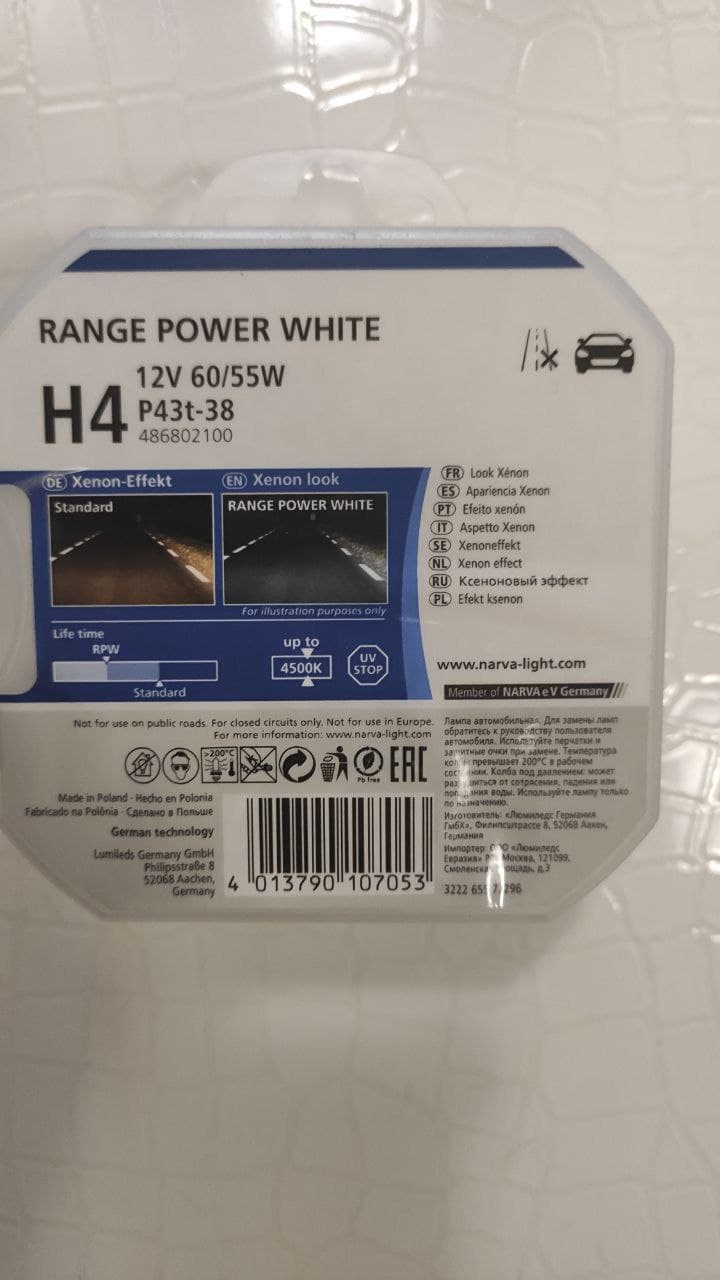 RANGE POWER WHITE
H4
12V 60/55W
P43t-38
486802100
DE Xenon-Effekt
EN Xenon look
Standard
RANGE POWER WHITE
For illustration purposes only
Life time
RPW
Standard
up to
4500K
UV
STOP
FR Look Xénon
ES Apariencia Xenon
PT Efeito xenón
IT Aspetto Xenon
SE Xenoneffekt
NL Xenon effect
RU Ксеноновый эффект
PL Efekt ksenon
www.narva-light.com
Member of NARVA eV Germany
Not for use on public roads. For closed circuits only. Not for use in Europe.
For more information: www.narva-light.com
>200°C
Pb free
EAC
Made in Poland · Hecho en Polonia
Fabricado na Polônia · Сделано в Польше
German technology
Lumileds Germany GmbH
Philipsstraße 8
52068 Aachen,
Germany
4 013790 107053
Лампа автомобильная. Для замены ламп
обратитесь к руководству пользователя
автомобиля. Используйте перчатки и
защитные очки при замене. Температура
превышает 200°C в рабочем
Колба под давлением: может
от сотрясения, падения или
воды. Используйте лампу только
по назначению.
Изготовитель: «Люмиледс Германия
ГмбХ», Филипсштрассе 8, 52068 Аахен,
Германия
Импортер: ООО «Люмиледс
Евразия» Москва, 121099,
Смоленская площадь, д.3
3222 655